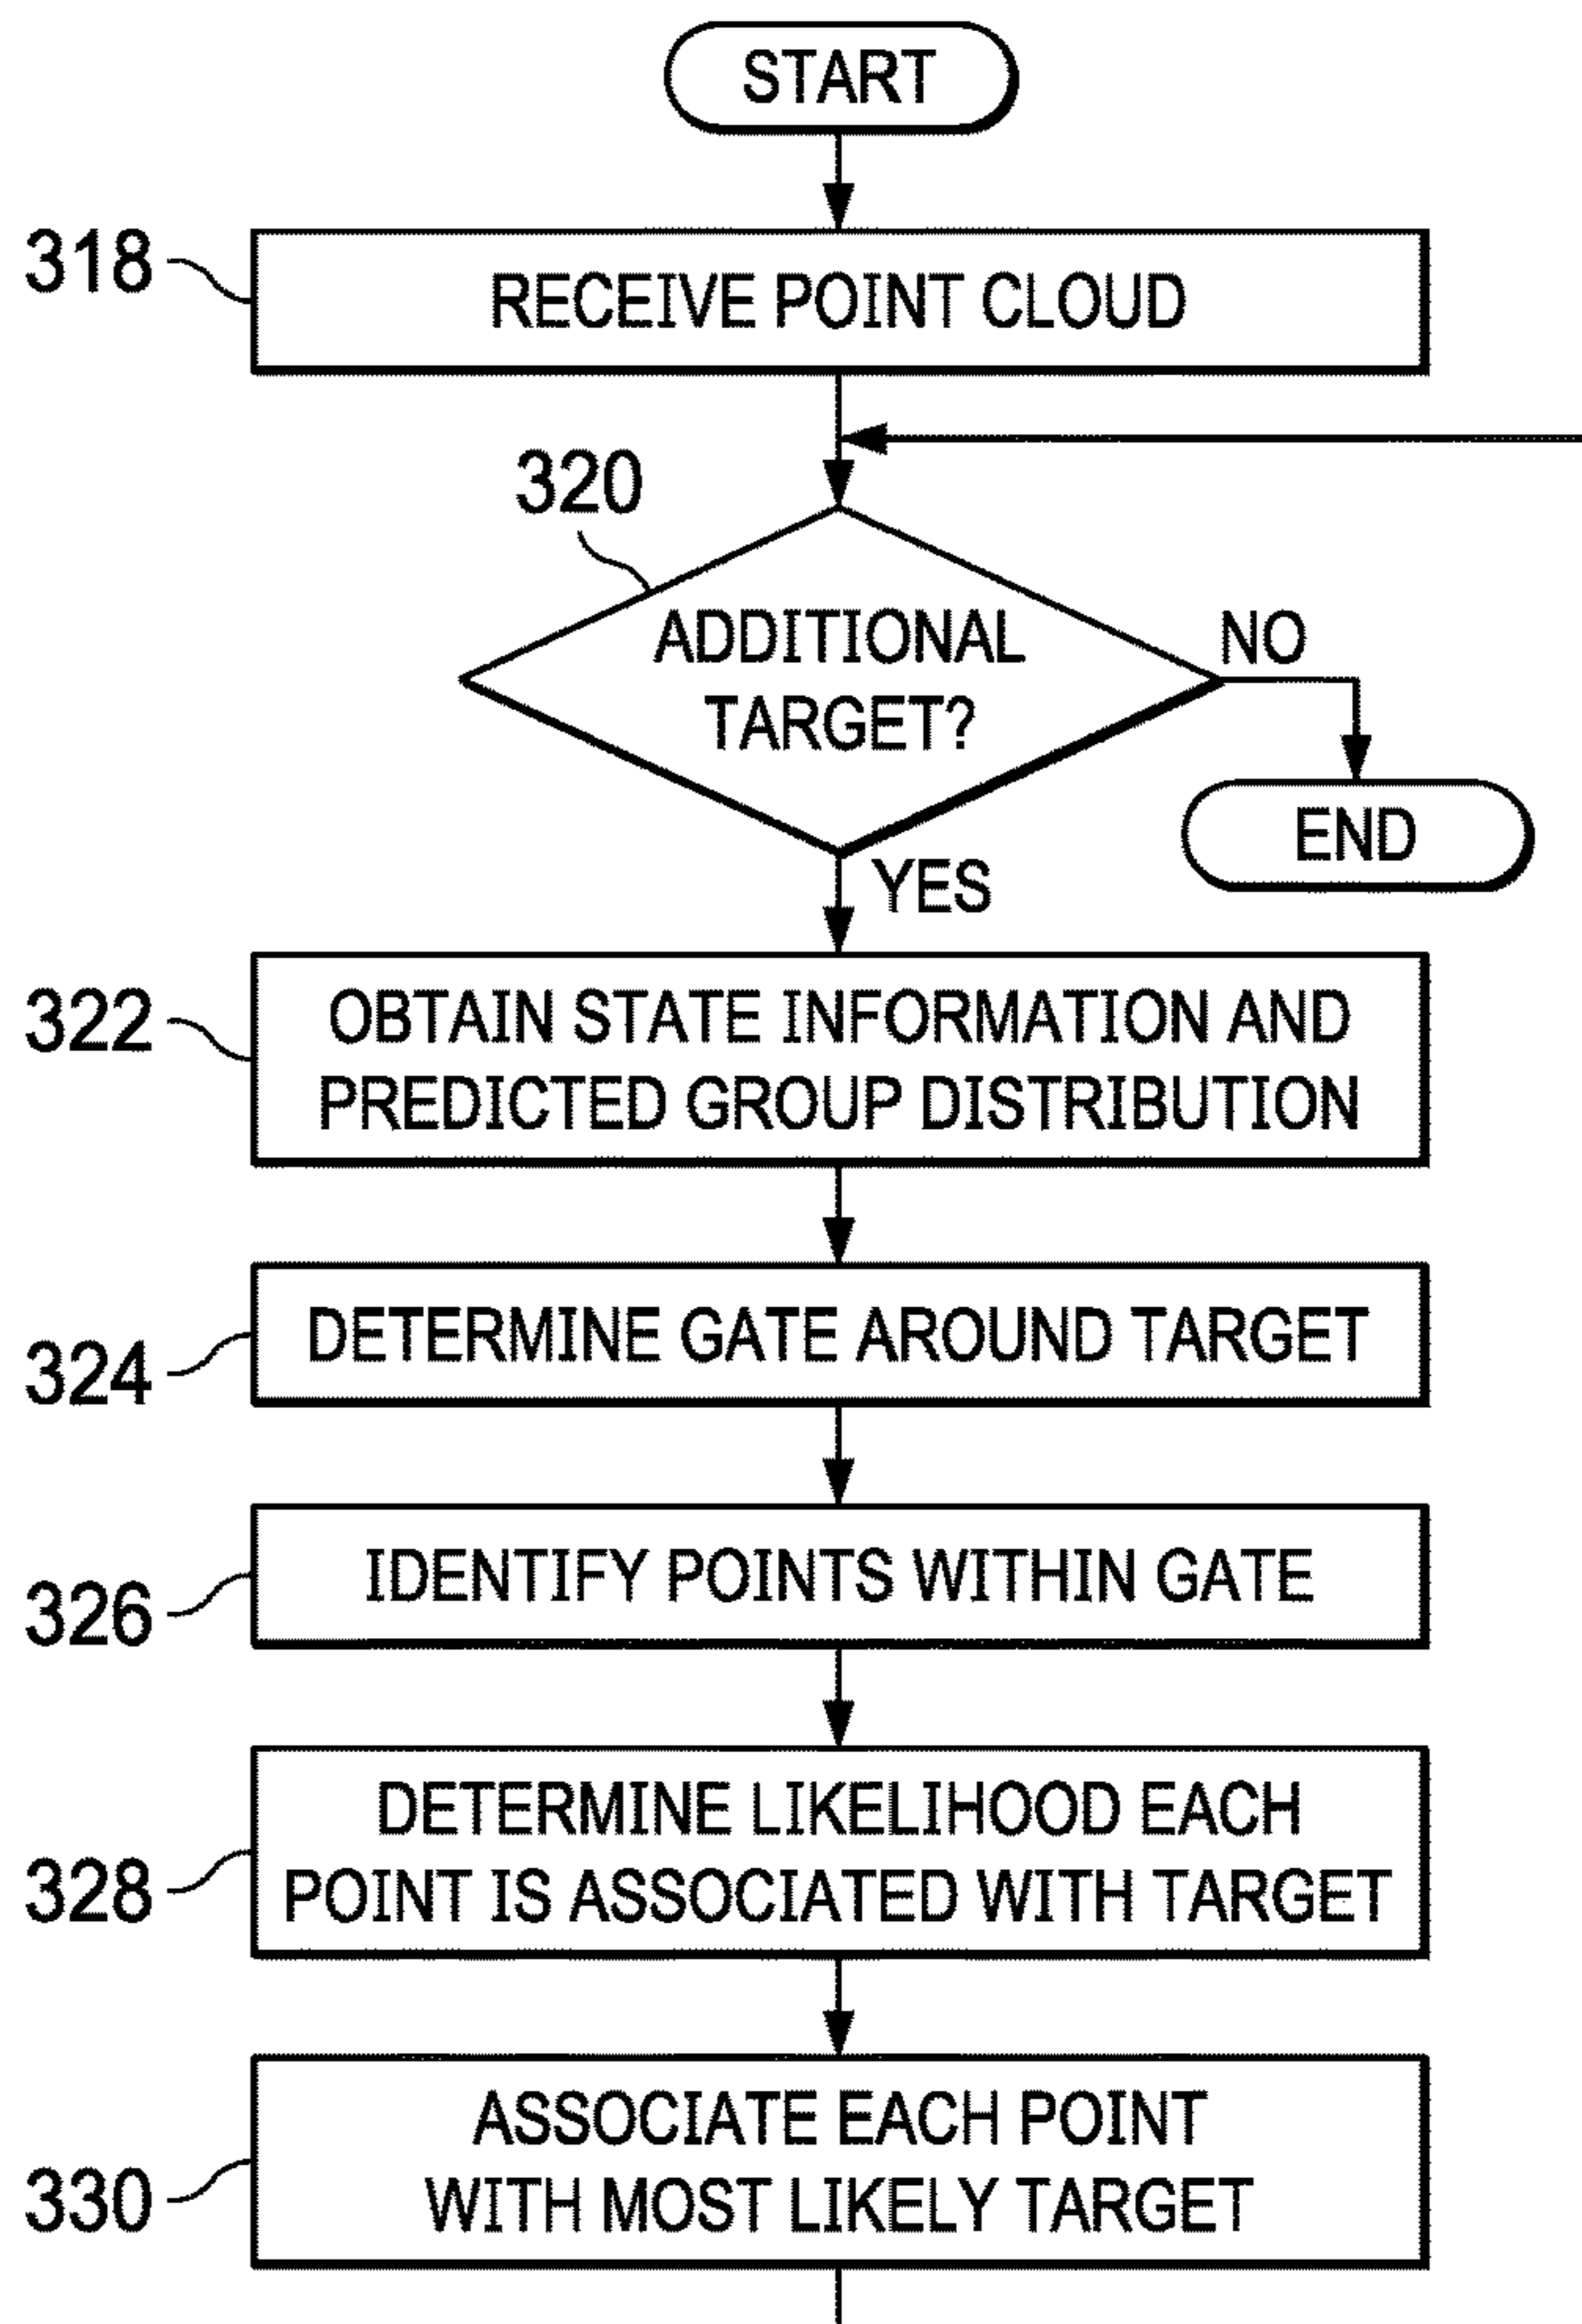 START
318
RECEIVE POINT CLOUD
320
ADDITIONAL
TARGET?
NO
END
YES
322
OBTAIN STATE INFORMATION AND
PREDICTED GROUP DISTRIBUTION
324
DETERMINE GATE AROUND TARGET
326
IDENTIFY POINTS WITHIN GATE
328
DETERMINE LIKELIHOOD EACH
POINT IS ASSOCIATED WITH TARGET
330
ASSOCIATE EACH POINT
WITH MOST LIKELY TARGET